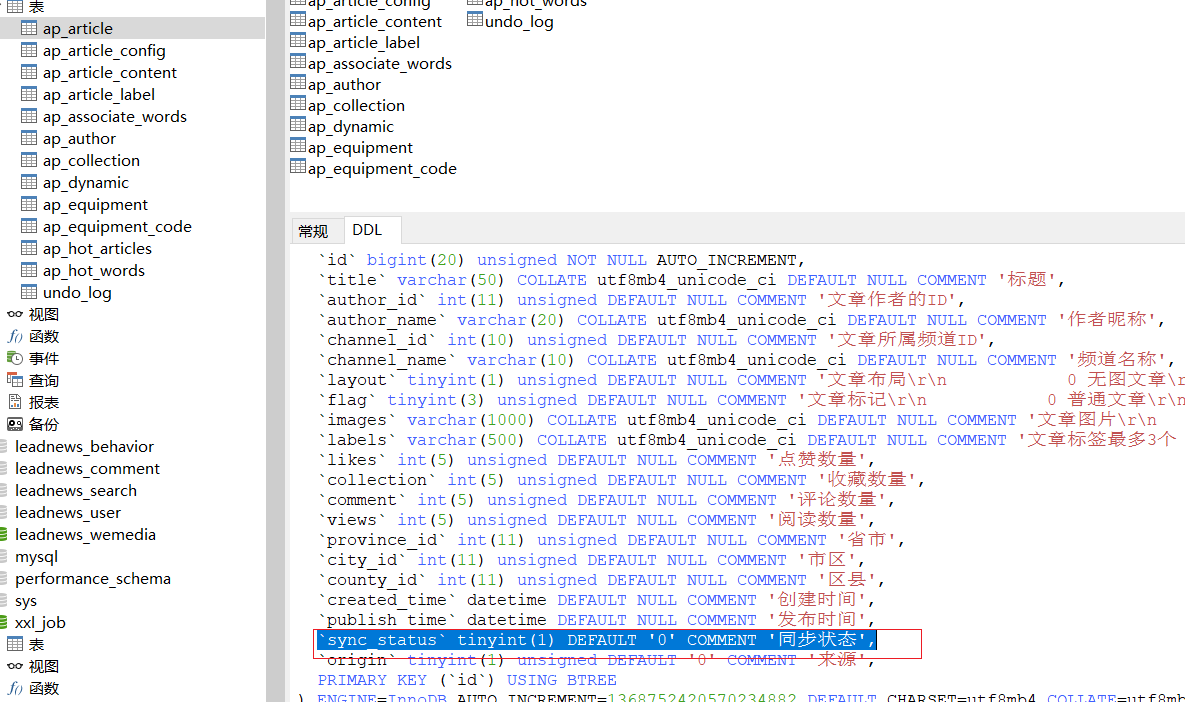 表
ap_article
ap_article_config
ap_article_content
ap_article_label
ap_associate_words
ap_author
ap_collection
ap_dynamic
ap_equipment
ap_equipment_code
ap_hot_articles
ap_hot_words
undo_log
视图
函数
事件
查询
报表
备份
leadnews_behavior
leadnews_comment
leadnews_search
leadnews_user
leadnews_wemedia
mysql
performance_schema
sys
xxl_job
表
视图
函数
ap_article_config
ap_hot_words
ap_article_content
undo_log
ap_article_label
ap_associate_words
ap_author
ap_collection
ap_dynamic
ap_equipment
ap_equipment_code
常规
DDL
`id` bigint(20) unsigned NOT NULL AUTO_INCREMENT,
`title` varchar(50) COLLATE utf8mb4_unicode_ci DEFAULT NULL COMMENT '标题',
`author_id` int(11) unsigned DEFAULT NULL COMMENT '文章作者的ID',
`author_name` varchar(20) COLLATE utf8mb4_unicode_ci DEFAULT NULL COMMENT '作者昵称',
`channel_id` int(10) unsigned DEFAULT NULL COMMENT '文章所属频道ID',
`channel_name` varchar(10) COLLATE utf8mb4_unicode_ci DEFAULT NULL COMMENT '频道名称',
`layout` tinyint(1) unsigned DEFAULT NULL COMMENT '文章布局\r\n 0 无图文章\r
`flag` tinyint(3) unsigned DEFAULT NULL COMMENT '文章标记\r\n 0 普通文章\r\n
`images` varchar(1000) COLLATE utf8mb4_unicode_ci DEFAULT NULL COMMENT '文章图片\r\n
`labels` varchar(500) COLLATE utf8mb4_unicode_ci DEFAULT NULL COMMENT '文章标签最多3个
`likes` int(5) unsigned DEFAULT NULL COMMENT '点赞数量',
`collection` int(5) unsigned DEFAULT NULL COMMENT '收藏数量',
`comment` int(5) unsigned DEFAULT NULL COMMENT '评论数量',
`views` int(5) unsigned DEFAULT NULL COMMENT '阅读数量',
`province_id` int(11) unsigned DEFAULT NULL COMMENT '省市',
`city_id` int(11) unsigned DEFAULT NULL COMMENT '市区',
`county_id` int(11) unsigned DEFAULT NULL COMMENT '区县',
`created_time` datetime DEFAULT NULL COMMENT '创建时间',
`publish_time` datetime DEFAULT NULL COMMENT '发布时间',
`sync_status` tinyint(1) DEFAULT '0' COMMENT '同步状态',
`origin` tinyint(1) unsigned DEFAULT '0' COMMENT '来源',
PRIMARY KEY (`id`) USING BTREE
) ENGINE=InnoDB AUTO_INCREMENT=1368752420570234882 DEFAULT CHARSET=utf8mb4 COLLATE=utf8mb